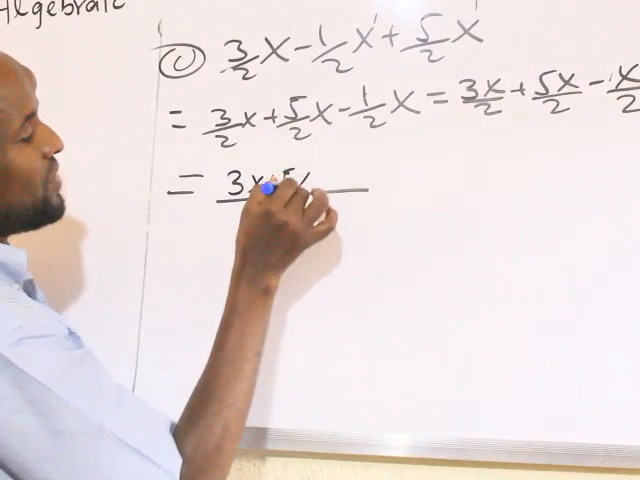 Algebraic
① 3/2 x - 1/2 x + 5/2 x
= 3/2 x + 5/2 x - 1/2 x = 3x/2 + 5x/2 - x/2
= 3x 5x